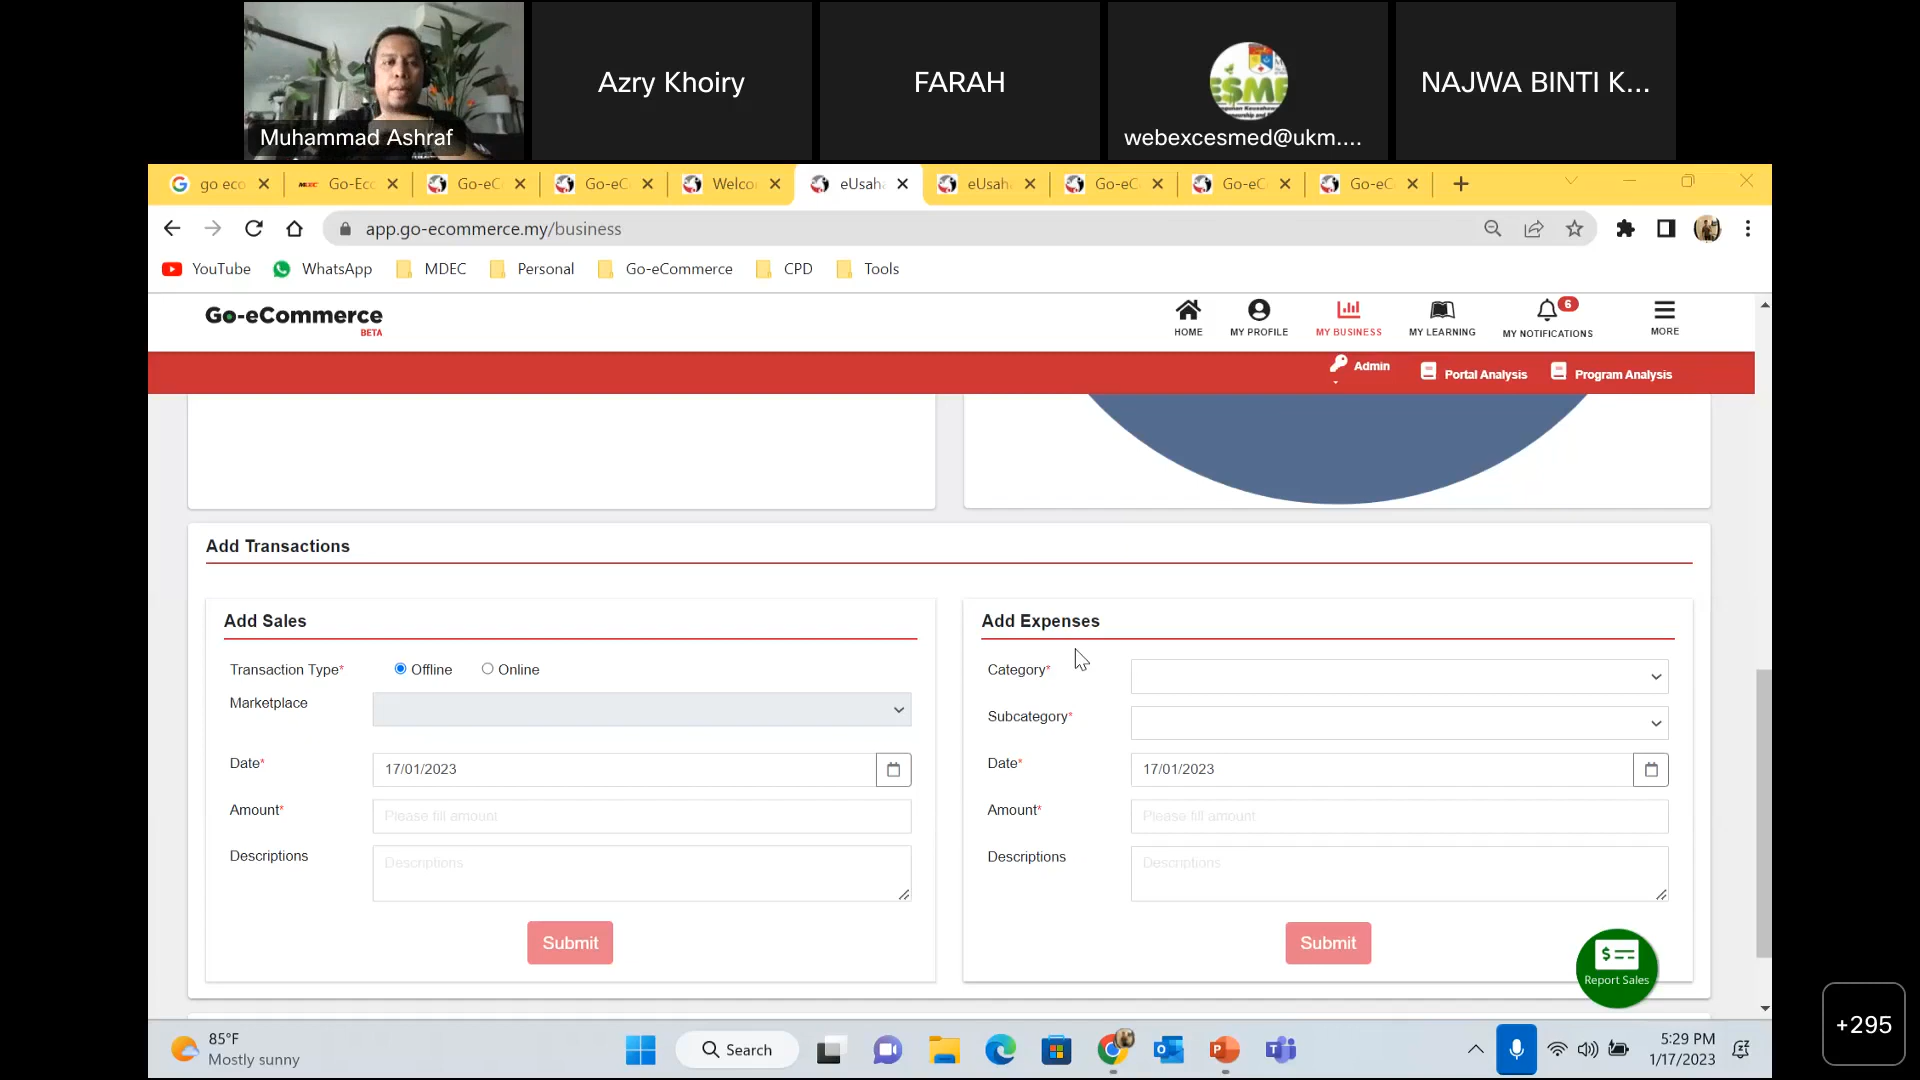 Muhammad Ashraf
Azry Khoiry
FARAH
webexcesmed@ukm....
NAJWA BINTI K...
go eco
Go-Ecc
Go-eC
Go-eC
Welco
eUsaha
eUsah
Go-eC
Go-eC
Go-eC
app.go-ecommerce.my/business
YouTube
WhatsApp
MDEC
Personal
Go-eCommerce
CPD
Tools
Go-eCommerce
BETA
HOME
MY PROFILE
MY BUSINESS
MY LEARNING
6
MY NOTIFICATIONS
MORE
Admin
Portal Analysis
Program Analysis
Add Transactions
Add Sales
Transaction Type*
Offline
Online
Marketplace
Date*
17/01/2023
Amount*
Please fill amount
Descriptions
Descriptions
Submit
Add Expenses
Category*
Subcategory*
Date*
17/01/2023
Amount*
Please fill amount
Descriptions
Descriptions
Submit
$
Report Sales
+295
85°F
Mostly sunny
Search
5:29 PM
1/17/2023